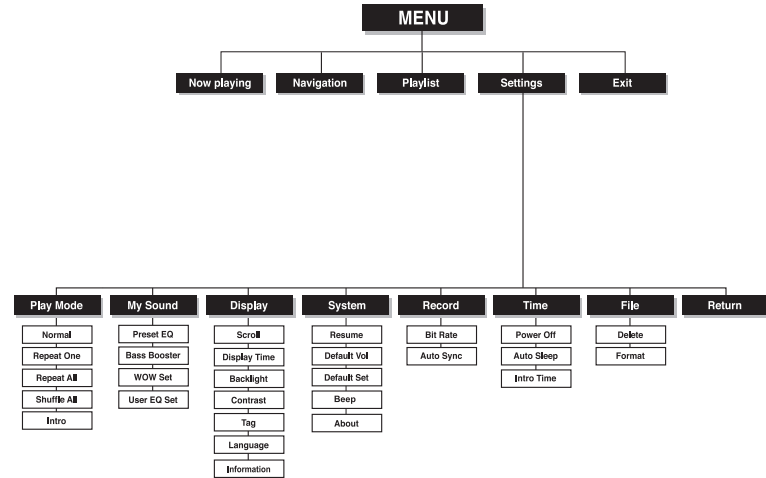 MENU
Now playing
Navigation
Playlist
Settings
Exit
Play Mode
My Sound
Display
System
Record
Time
File
Return
Normal
Repeat One
Repeat All
Shuffle All
Intro
Preset EQ
Bass Booster
WOW Set
User EQ Set
Scroll
Display Time
Backlight
Contrast
Tag
Language
Information
Resume
Default Vol
Default Set
Beep
About
Bit Rate
Auto Sync
Power Off
Auto Sleep
Intro Time
Delete
Format